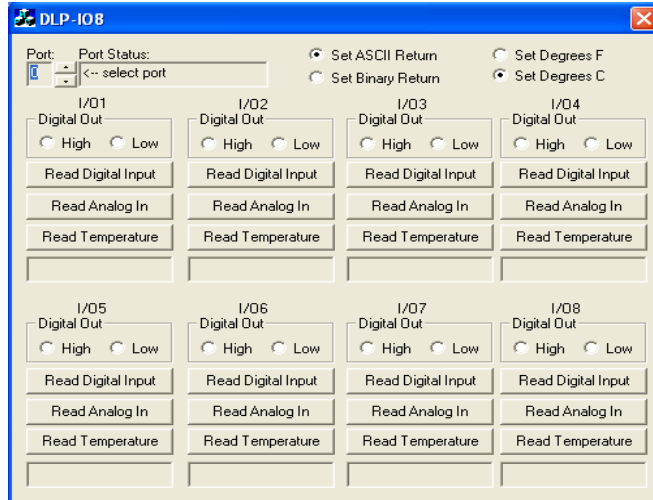 DLP-IO8
Port: Port Status:
0 <-- select port
Set ASCII Return Set Degrees F
Set Binary Return Set Degrees C
I/O1 I/O2 I/O3 I/O4
Digital Out Digital Out Digital Out Digital Out
High Low High Low High Low High Low
Read Digital Input Read Digital Input Read Digital Input Read Digital Input
Read Analog In Read Analog In Read Analog In Read Analog In
Read Temperature Read Temperature Read Temperature Read Temperature
I/O5 I/O6 I/O7 I/O8
Digital Out Digital Out Digital Out Digital Out
High Low High Low High Low High Low
Read Digital Input Read Digital Input Read Digital Input Read Digital Input
Read Analog In Read Analog In Read Analog In Read Analog In
Read Temperature Read Temperature Read Temperature Read Temperature